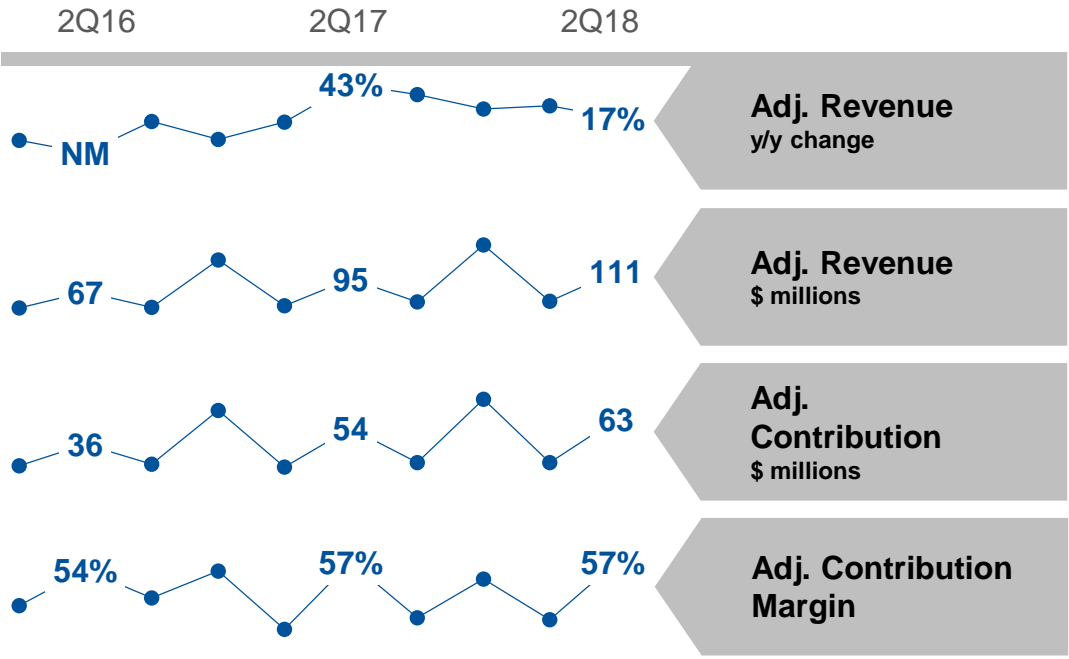 2Q16 2Q17 2Q18
NM 43% 17%
Adj. Revenue
y/y change
67 95 111
Adj. Revenue
$ millions
36 54 63
Adj.
Contribution
$ millions
54% 57% 57%
Adj. Contribution
Margin